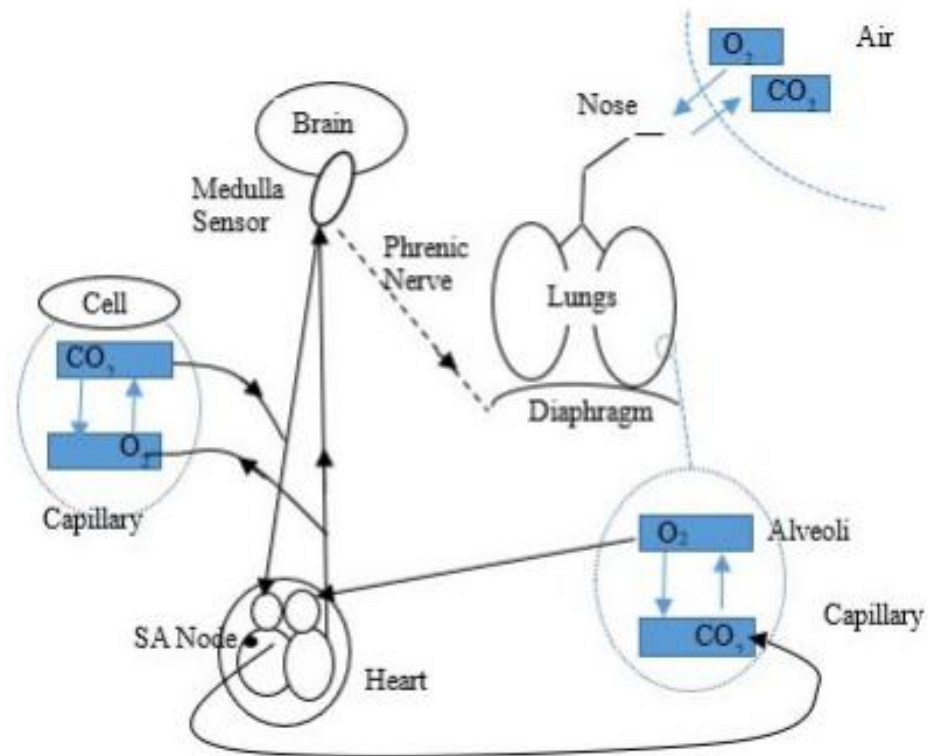 O2
Air
CO2
Nose
Brain
Medulla
Sensor
Phrenic
Nerve
Lungs
Cell
CO2
O2
Diaphragm
Capillary
O2
Alveoli
CO2
Capillary
SA Node
Heart